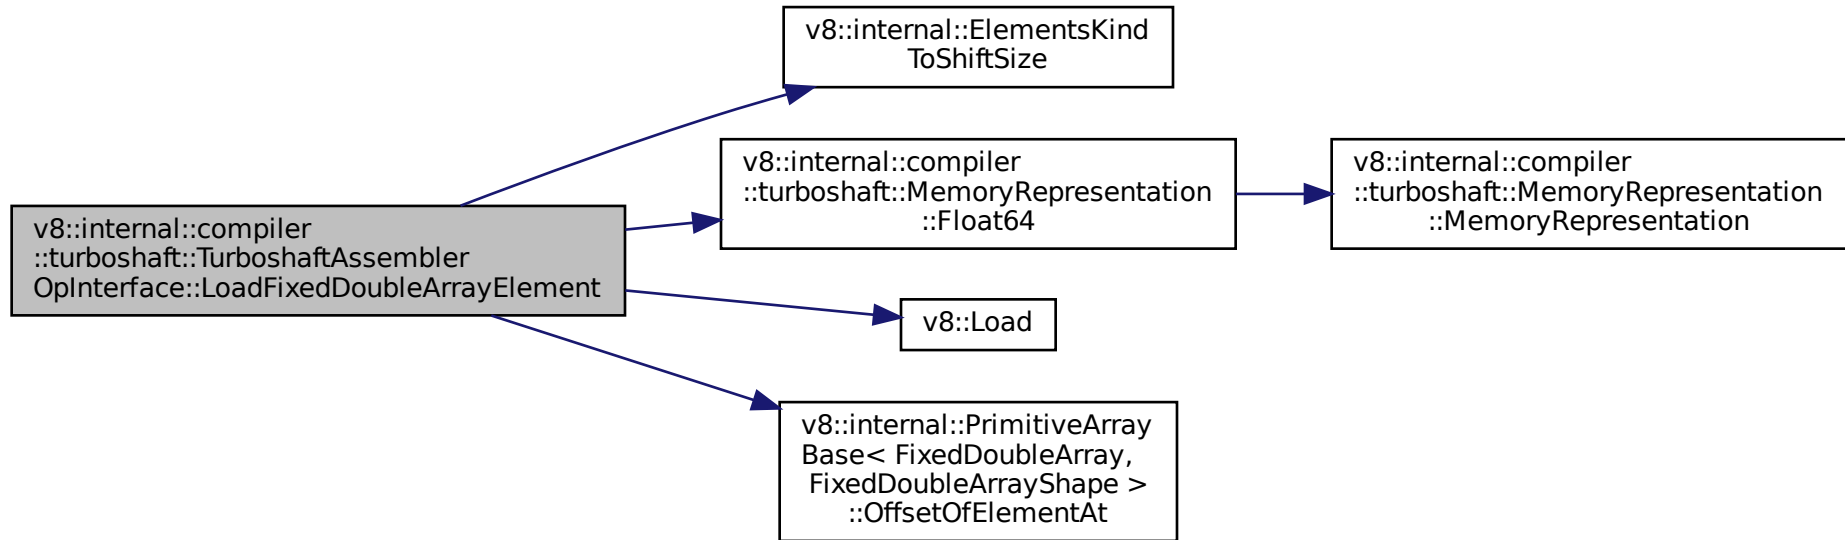 v8::internal::ElementsKind
ToShiftSize
v8::internal::compiler
::turboshaft::MemoryRepresentation
::Float64
v8::internal::compiler
::turboshaft::MemoryRepresentation
::MemoryRepresentation
v8::internal::compiler
::turboshaft::TurboshaftAssembler
OpInterface::LoadFixedDoubleArrayElement
v8::Load
v8::internal::PrimitiveArray
Base< FixedDoubleArray,
FixedDoubleArrayShape >
::OffsetOfElementAt